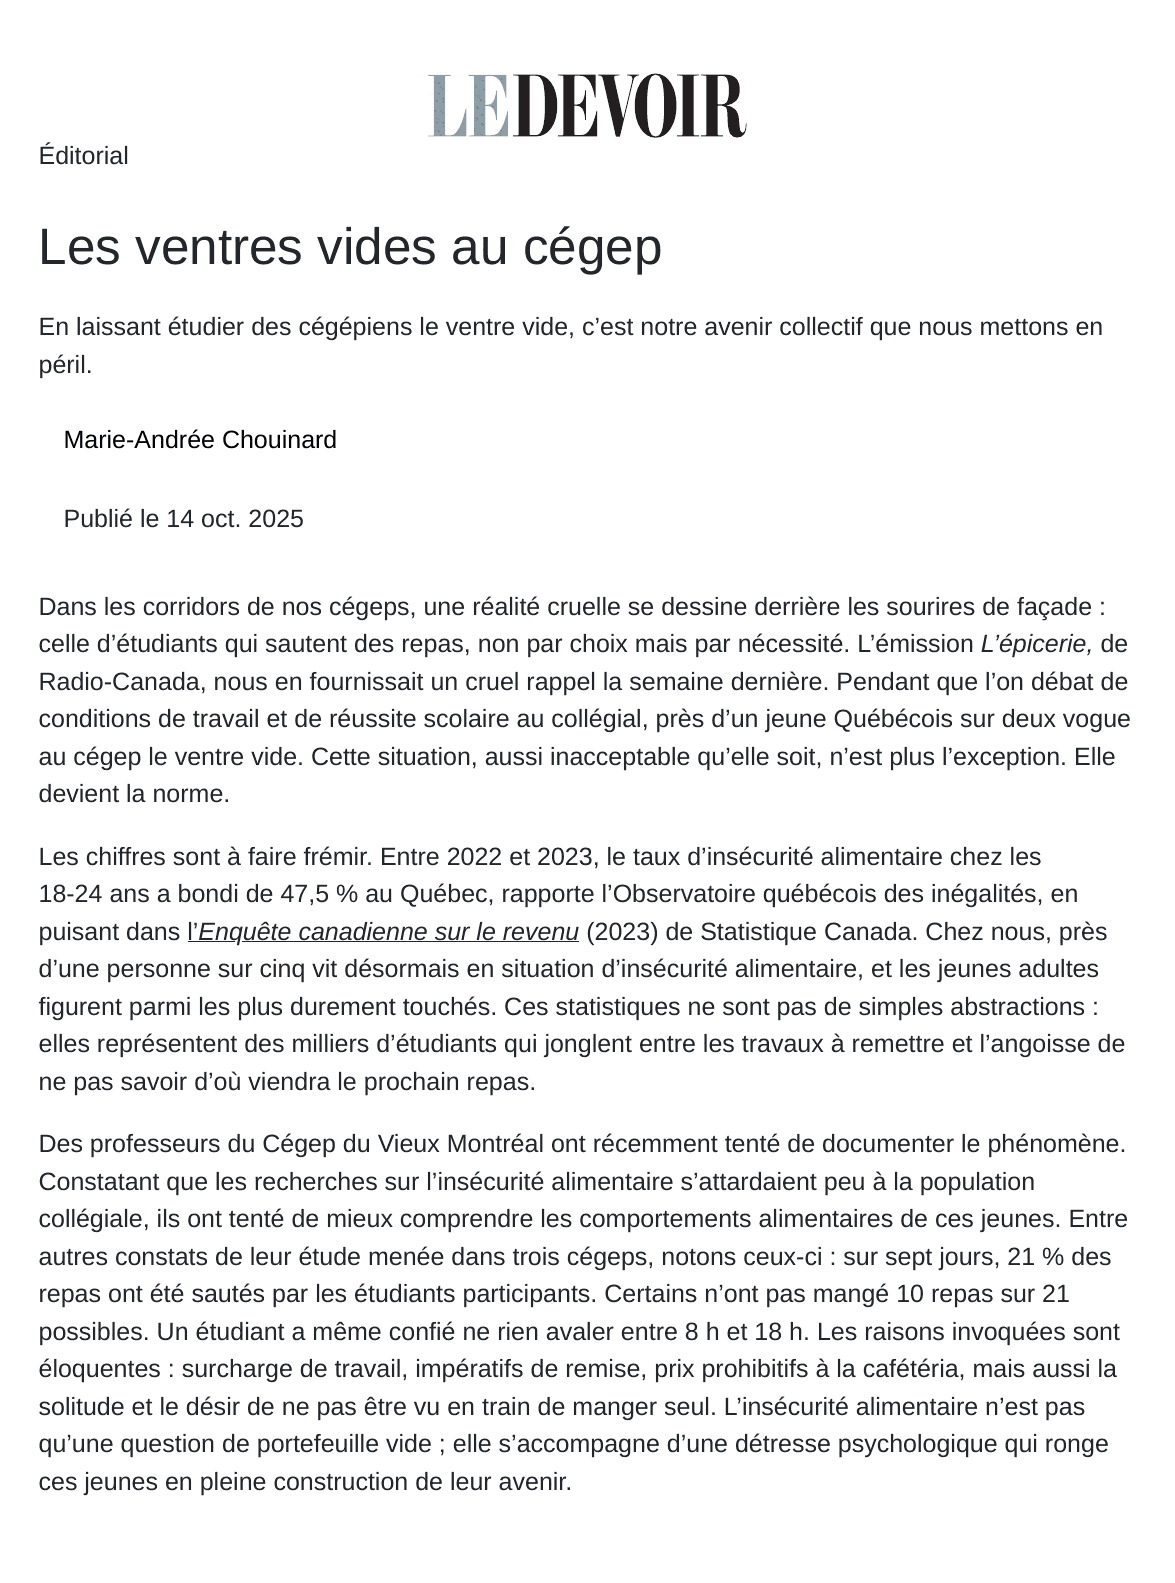 LE DEVOIR
Éditorial
Les ventres vides au cégep
En laissant étudier des cégépiens le ventre vide, c’est notre avenir collectif que nous mettons en
péril.
Marie-Andrée Chouinard
Publié le 14 oct. 2025
Dans les corridors de nos cégeps, une réalité cruelle se dessine derrière les sourires de façade :
celle d’étudiants qui sautent des repas, non par choix mais par nécessité. L’émission L’épicerie, de
Radio-Canada, nous en fournissait un cruel rappel la semaine dernière. Pendant que l’on débat de
conditions de travail et de réussite scolaire au collégial, près d’un jeune Québécois sur deux vogue
au cégep le ventre vide. Cette situation, aussi inacceptable qu’elle soit, n’est plus l’exception. Elle
devient la norme.
Les chiffres sont à faire frémir. Entre 2022 et 2023, le taux d’insécurité alimentaire chez les
18-24 ans a bondi de 47,5 % au Québec, rapporte l’Observatoire québécois des inégalités, en
puisant dans l’Enquête canadienne sur le revenu (2023) de Statistique Canada. Chez nous, près
d’une personne sur cinq vit désormais en situation d’insécurité alimentaire, et les jeunes adultes
figurent parmi les plus durement touchés. Ces statistiques ne sont pas de simples abstractions :
elles représentent des milliers d’étudiants qui jonglent entre les travaux à remettre et l’angoisse de
ne pas savoir d’où viendra le prochain repas.
Des professeurs du Cégep du Vieux Montréal ont récemment tenté de documenter le phénomène.
Constatant que les recherches sur l’insécurité alimentaire s’attardaient peu à la population
collégiale, ils ont tenté de mieux comprendre les comportements alimentaires de ces jeunes. Entre
autres constats de leur étude menée dans trois cégeps, notons ceux-ci : sur sept jours, 21 % des
repas ont été sautés par les étudiants participants. Certains n’ont pas mangé 10 repas sur 21
possibles. Un étudiant a même confié ne rien avaler entre 8 h et 18 h. Les raisons invoquées sont
éloquentes : surcharge de travail, impératifs de remise, prix prohibitifs à la cafétéria, mais aussi la
solitude et le désir de ne pas être vu en train de manger seul. L’insécurité alimentaire n’est pas
qu’une question de portefeuille vide ; elle s’accompagne d’une détresse psychologique qui ronge
ces jeunes en pleine construction de leur avenir.